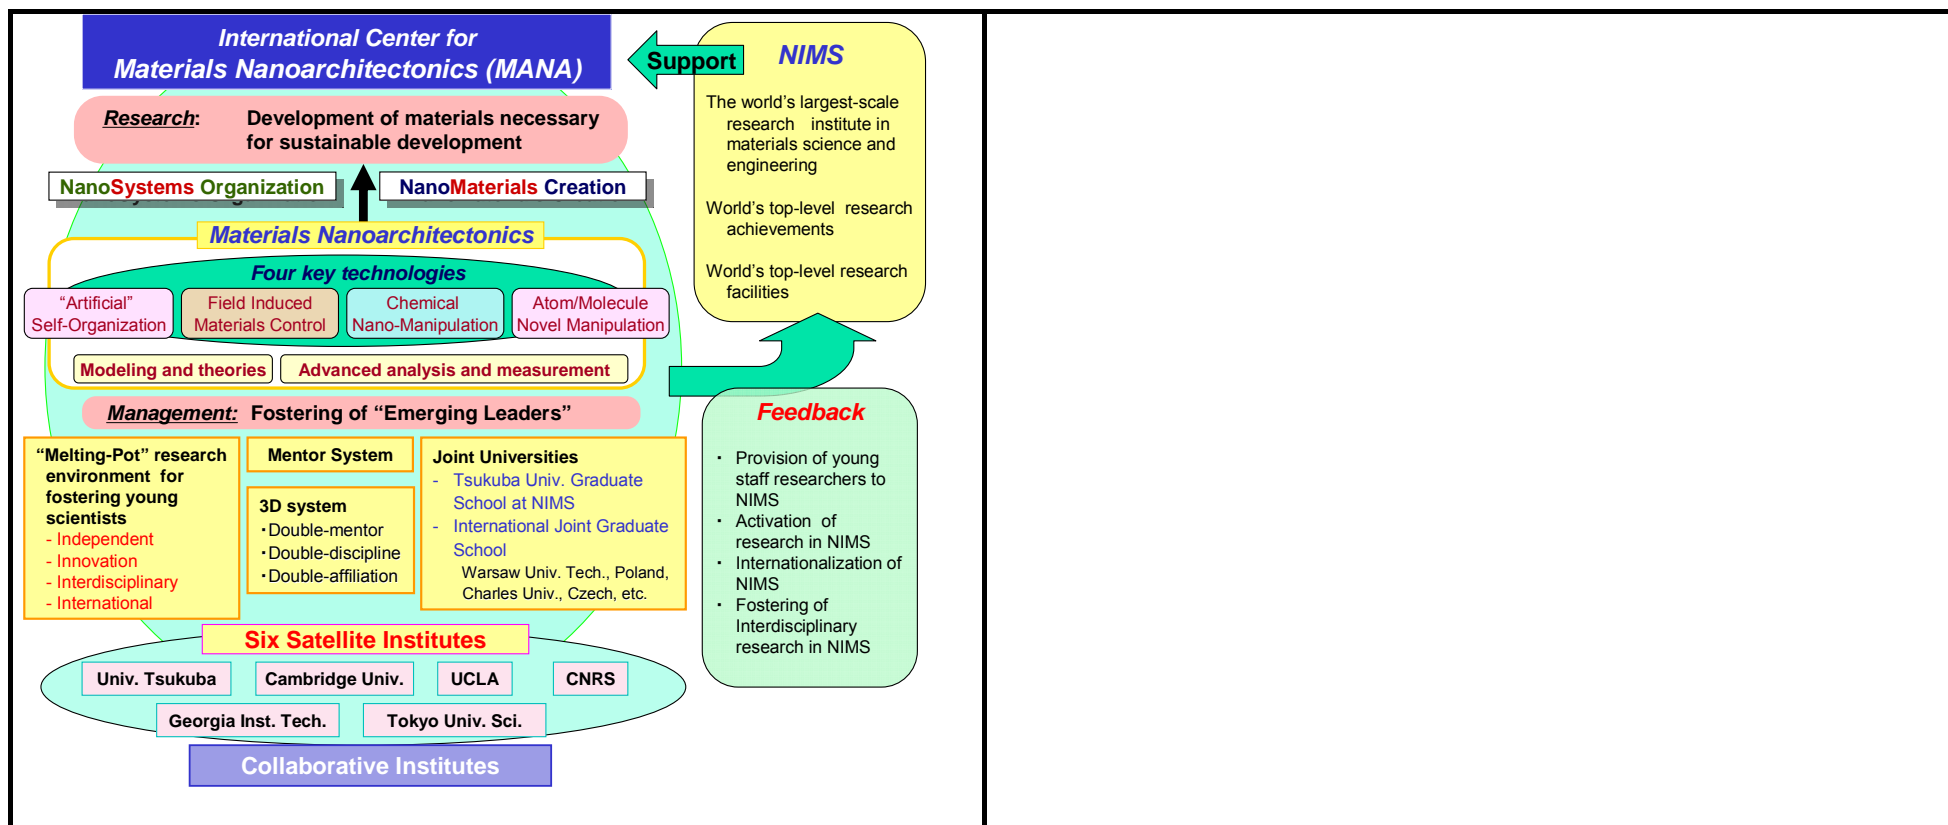 International Center for
Materials Nanoarchitectonics (MANA)
Support
NIMS
The world's largest-scale
research institute in
materials science and
engineering
World's top-level research
achievements
World's top-level research
facilities
Research: Development of materials necessary
for sustainable development
NanoSystems Organization
NanoMaterials Creation
Materials Nanoarchitectonics
Four key technologies
"Artificial"
Self-Organization
Field Induced
Materials Control
Chemical
Nano-Manipulation
Atom/Molecule
Novel Manipulation
Modeling and theories
Advanced analysis and measurement
Management: Fostering of "Emerging Leaders"
"Melting-Pot" research
environment for
fostering young
scientists
- Independent
- Innovation
- Interdisciplinary
- International
Mentor System
3D system
・Double-mentor
・Double-discipline
・Double-affiliation
Joint Universities
- Tsukuba Univ. Graduate
School at NIMS
- International Joint Graduate
School
Warsaw Univ. Tech., Poland,
Charles Univ., Czech, etc.
Feedback
・ Provision of young
staff researchers to
NIMS
・ Activation of
research in NIMS
・ Internationalization of
NIMS
・ Fostering of
Interdisciplinary
research in NIMS
Six Satellite Institutes
Univ. Tsukuba
Cambridge Univ.
UCLA
CNRS
Georgia Inst. Tech.
Tokyo Univ. Sci.
Collaborative Institutes